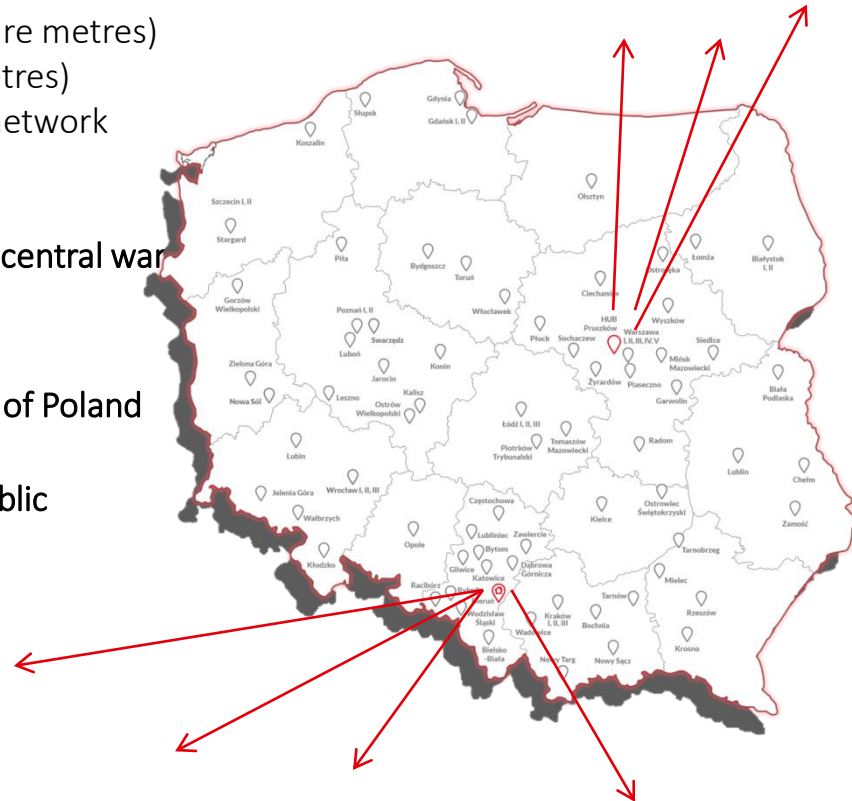 re metres)
tres)
network
central war
of Poland
blic
Gdynia
Słupsk
Gdańsk I, II
Koszalin
Olsztyn
Szczecin I, II
Stargard
Łomża
Białystok
I, II
Piła
Bydgoszcz
Toruń
Ostrołęka
Ciechanów
Gorzów
Wielkopolski
Włocławek
Wyszków
Poznań I, II
Swarzędz
Luboń
HUB
Pruszków
Warszawa
I, II, III, IV, V
Płock
Sochaczew
Siedlce
Mińsk
Mazowiecki
Konin
Zielona Góra
Jarocin
Żyrardów
Piaseczno
Garwolin
Biała
Podlaska
Nowa Sól
Leszno
Kalisz
Ostrów
Wielkopolski
Łódź I, II, III
Piotrków
Trybunalski
Tomaszów
Mazowiecki
Radom
Lubin
Lublin
Chełm
Jelenia Góra
Wrocław I, II, III
Częstochowa
Kielce
Ostrowiec
Świętokrzyski
Zamość
Wałbrzych
Opole
Lubliniec
Zawiercie
Tarnobrzeg
Kłodzko
Bytom
Gliwice
Dąbrowa
Górnicza
Katowice
Mielec
Racibórz
Bieruń
Wodzisław
Śląski
Kraków
I, II, III
Tarnów
Bochnia
Rzeszów
Wadowice
Krosno
Bielsko
-Biała
Nowy Targ
Nowy Sącz